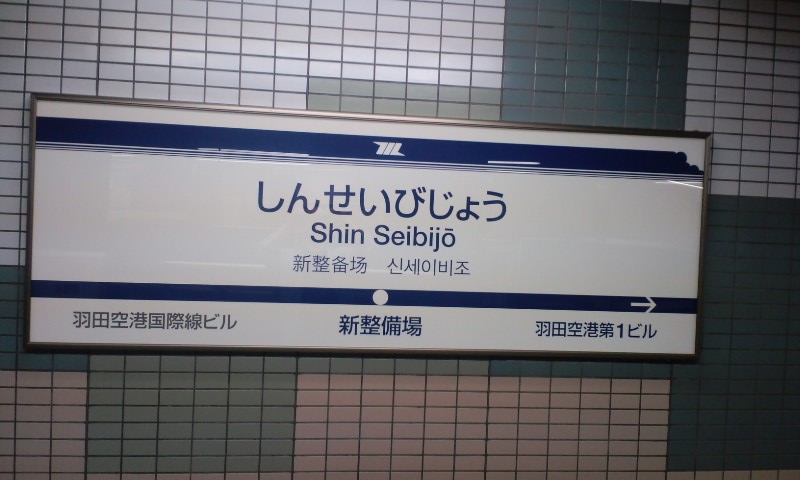 しんせいびじょう
Shin Seibijō
新整备场 신세이비조
羽田空港国際線ビル 新整備場 羽田空港第1ビル